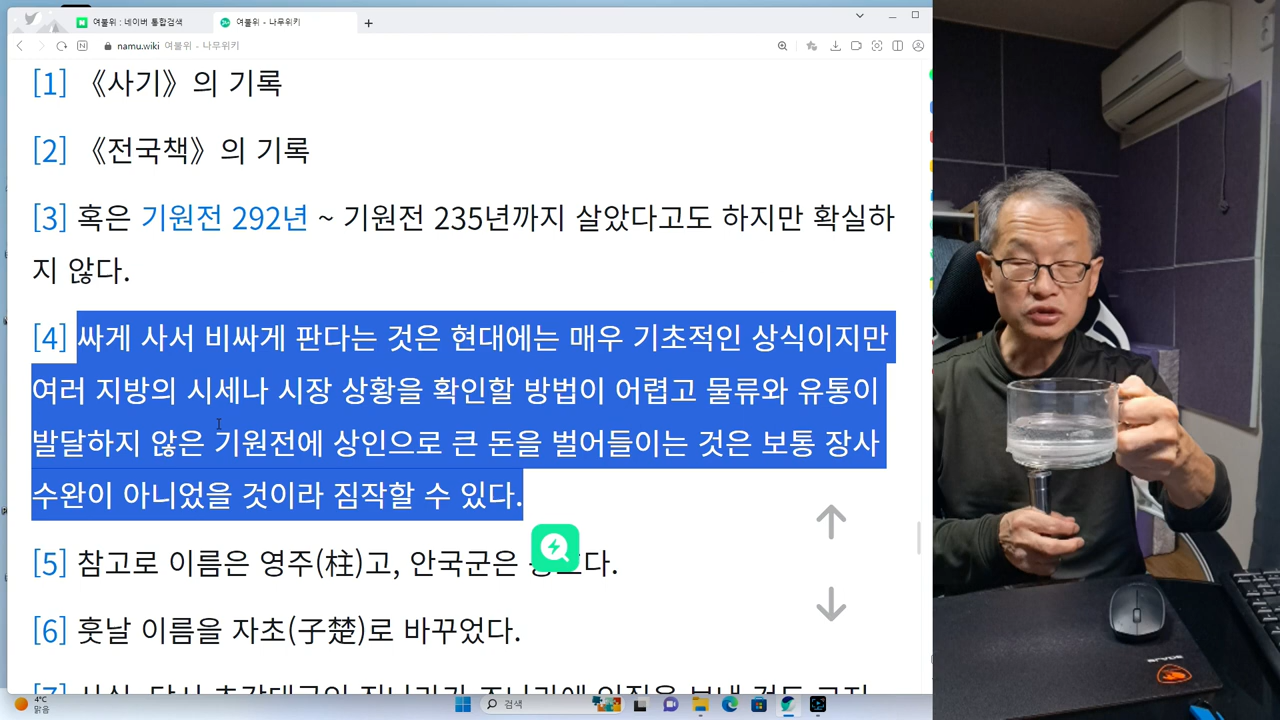 여불위 : 네이버 통합검색
여불위 - 나무위키
namu.wiki 여불위 - 나무위키
[1] 《사기》의 기록
[2] 《전국책》의 기록
[3] 혹은 기원전 292년 ~ 기원전 235년까지 살았다고도 하지만 확실하
지 않다.
[4] 싸게 사서 비싸게 판다는 것은 현대에는 매우 기초적인 상식이지만
여러 지방의 시세나 시장 상황을 확인할 방법이 어렵고 물류와 유통이
발달하지 않은 기원전에 상인으로 큰 돈을 벌어들이는 것은 보통 장사
수완이 아니었을 것이라 짐작할 수 있다.
[5] 참고로 이름은 영주(柱)고, 안국군은
[6] 훗날 이름을 자초(子楚)로 바꾸었다.
4°C
맑음
검색